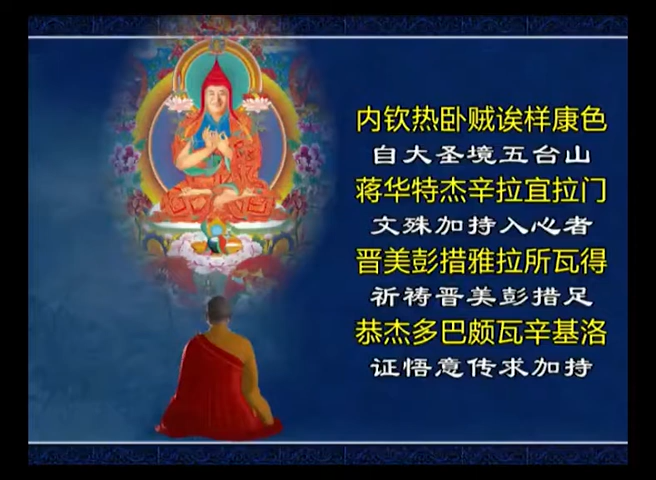 内钦热卧贼诶样康色
自大圣境五台山
蒋华特杰辛拉宜拉门
文殊加持入心者
晋美彭措雅拉所瓦得
祈祷晋美彭措足
恭杰多巴颇瓦辛基洛
证悟意传求加持